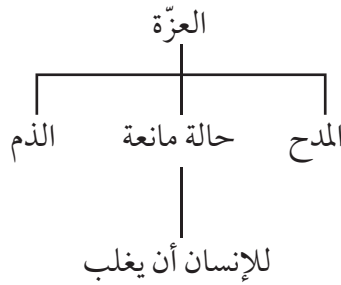 العزّة
المدح حالة مانعة الذم
للإنسان أن يغلب